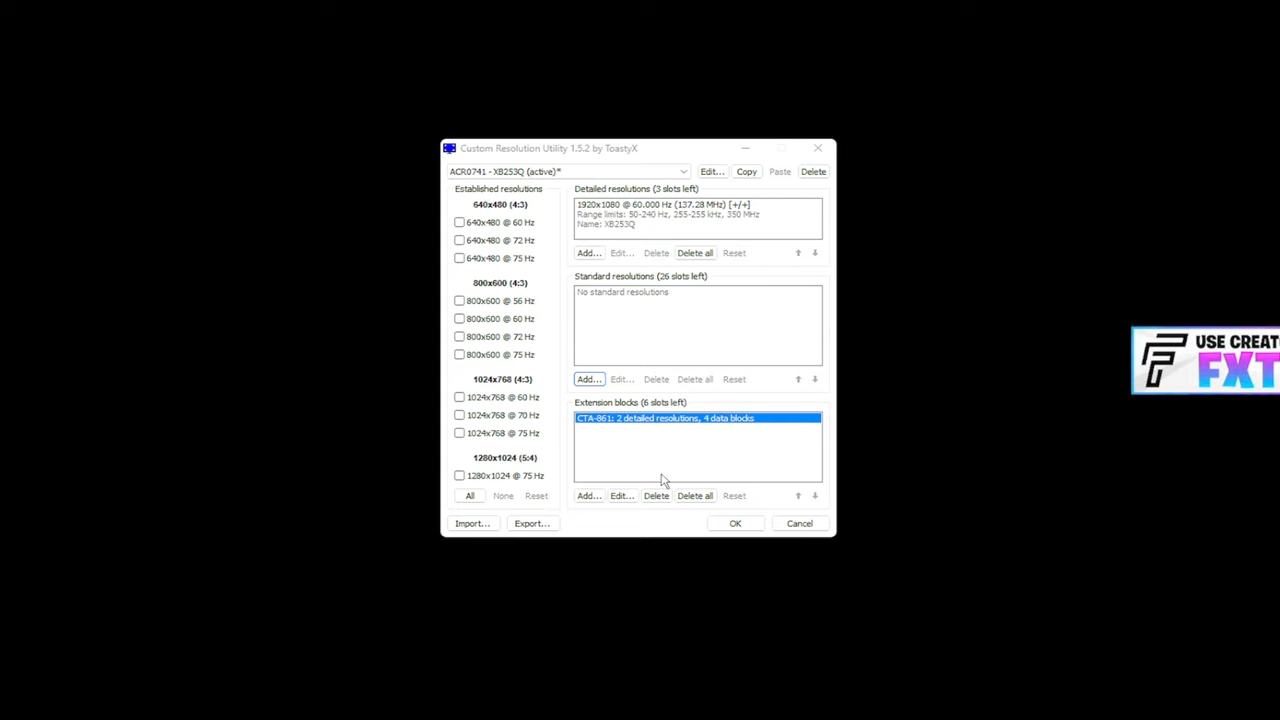 Custom Resolution Utility 1.5.2 by ToastyX
ACR0741 - XB253Q (active)*
Edit...
Copy
Paste
Delete
Established resolutions
640x480 (4:3)
640x480 @ 60 Hz
640x480 @ 72 Hz
640x480 @ 75 Hz
800x600 (4:3)
800x600 @ 56 Hz
800x600 @ 60 Hz
800x600 @ 72 Hz
800x600 @ 75 Hz
1024x768 (4:3)
1024x768 @ 60 Hz
1024x768 @ 70 Hz
1024x768 @ 75 Hz
1280x1024 (5:4)
1280x1024 @ 75 Hz
All
None
Reset
Detailed resolutions (3 slots left)
1920x1080 @ 60.000 Hz (137.28 MHz) [+/+]
Range limits: 50-240 Hz, 255-255 kHz, 350 MHz
Name: XB253Q
Add...
Edit...
Delete
Delete all
Reset
Standard resolutions (26 slots left)
No standard resolutions
Add...
Edit...
Delete
Delete all
Reset
Extension blocks (6 slots left)
CTA-861: 2 detailed resolutions, 4 data blocks
Add...
Edit...
Delete
Delete all
Reset
Import...
Export...
OK
Cancel
USE CREAT
FXT